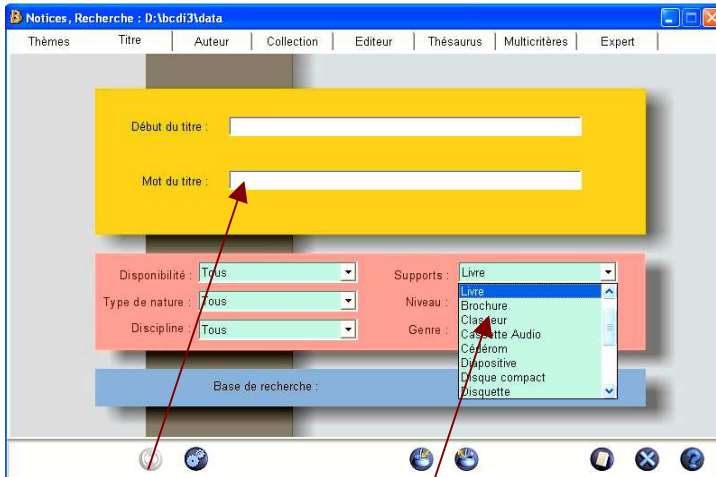 Notices, Recherche : D:\bcdi3\data
Thèmes Titre Auteur Collection Editeur Thésaurus Multicritères Expert
Début du titre :
Mot du titre :
Disponibilité : Tous Supports : Livre
Type de nature : Tous Niveau :
Discipline : Tous Genre :
Livre
Brochure
Classeur
Cassette Audio
Cédérom
Diapositive
Disque compact
Disquette
Base de recherche :